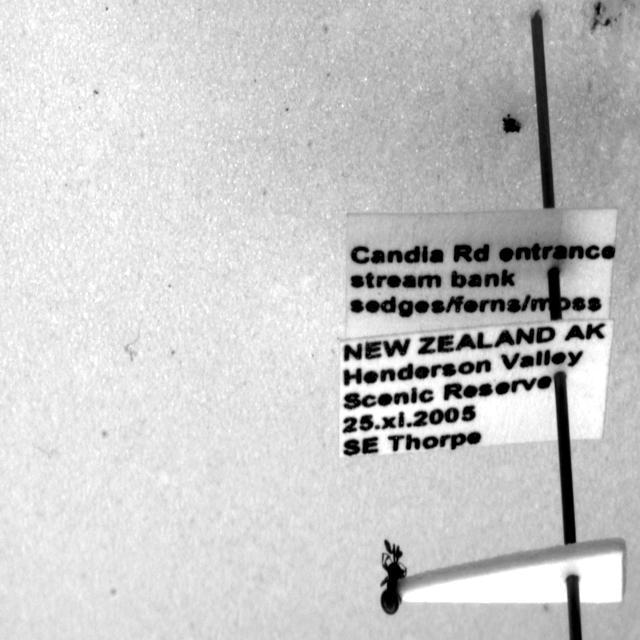 Candia Rd entrance
stream bank
sedges/ferns/moss
NEW ZEALAND AK
Henderson Valley
Scenic Reserve
25.xi.2005
SE Thorpe